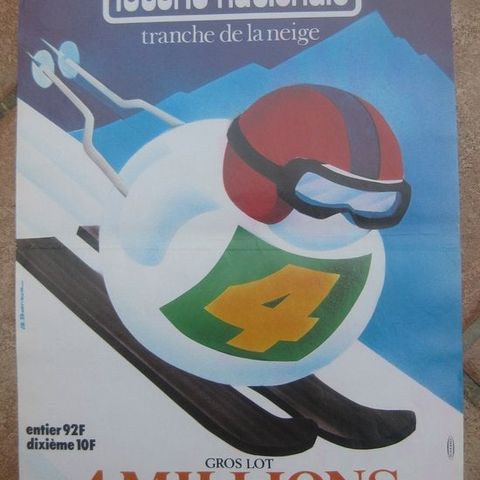 loterie nationale
tranche de la neige
4
entier 92F
dixième 10F
GROS LOT
4 MILLIONS